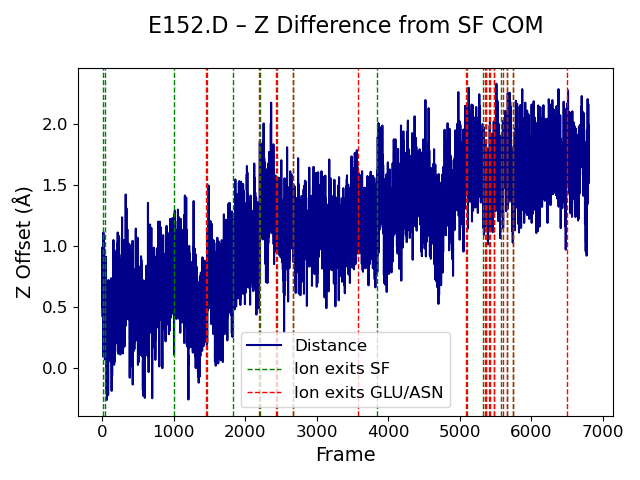 E152.D – Z Difference from SF COM
Z Offset (Å)
2.0
1.5
1.0
0.5
0.0
Distance
Ion exits SF
Ion exits GLU/ASN
0 1000 2000 3000 4000 5000 6000 7000
Frame